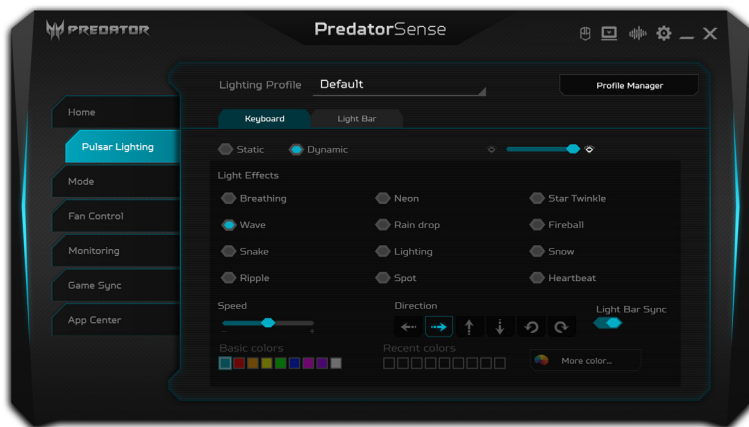 PREDATOR
PredatorSense
Lighting Profile Default
Profile Manager
Home
Pulsar Lighting
Mode
Fan Control
Monitoring
Game Sync
App Center
Keyboard Light Bar
Static Dynamic
Light Effects
Breathing Neon Star Twinkle
Wave Rain drop Fireball
Snake Lighting Snow
Ripple Spot Heartbeat
Speed Direction Light Bar Sync
- +
Basic colors Recent colors
More color...